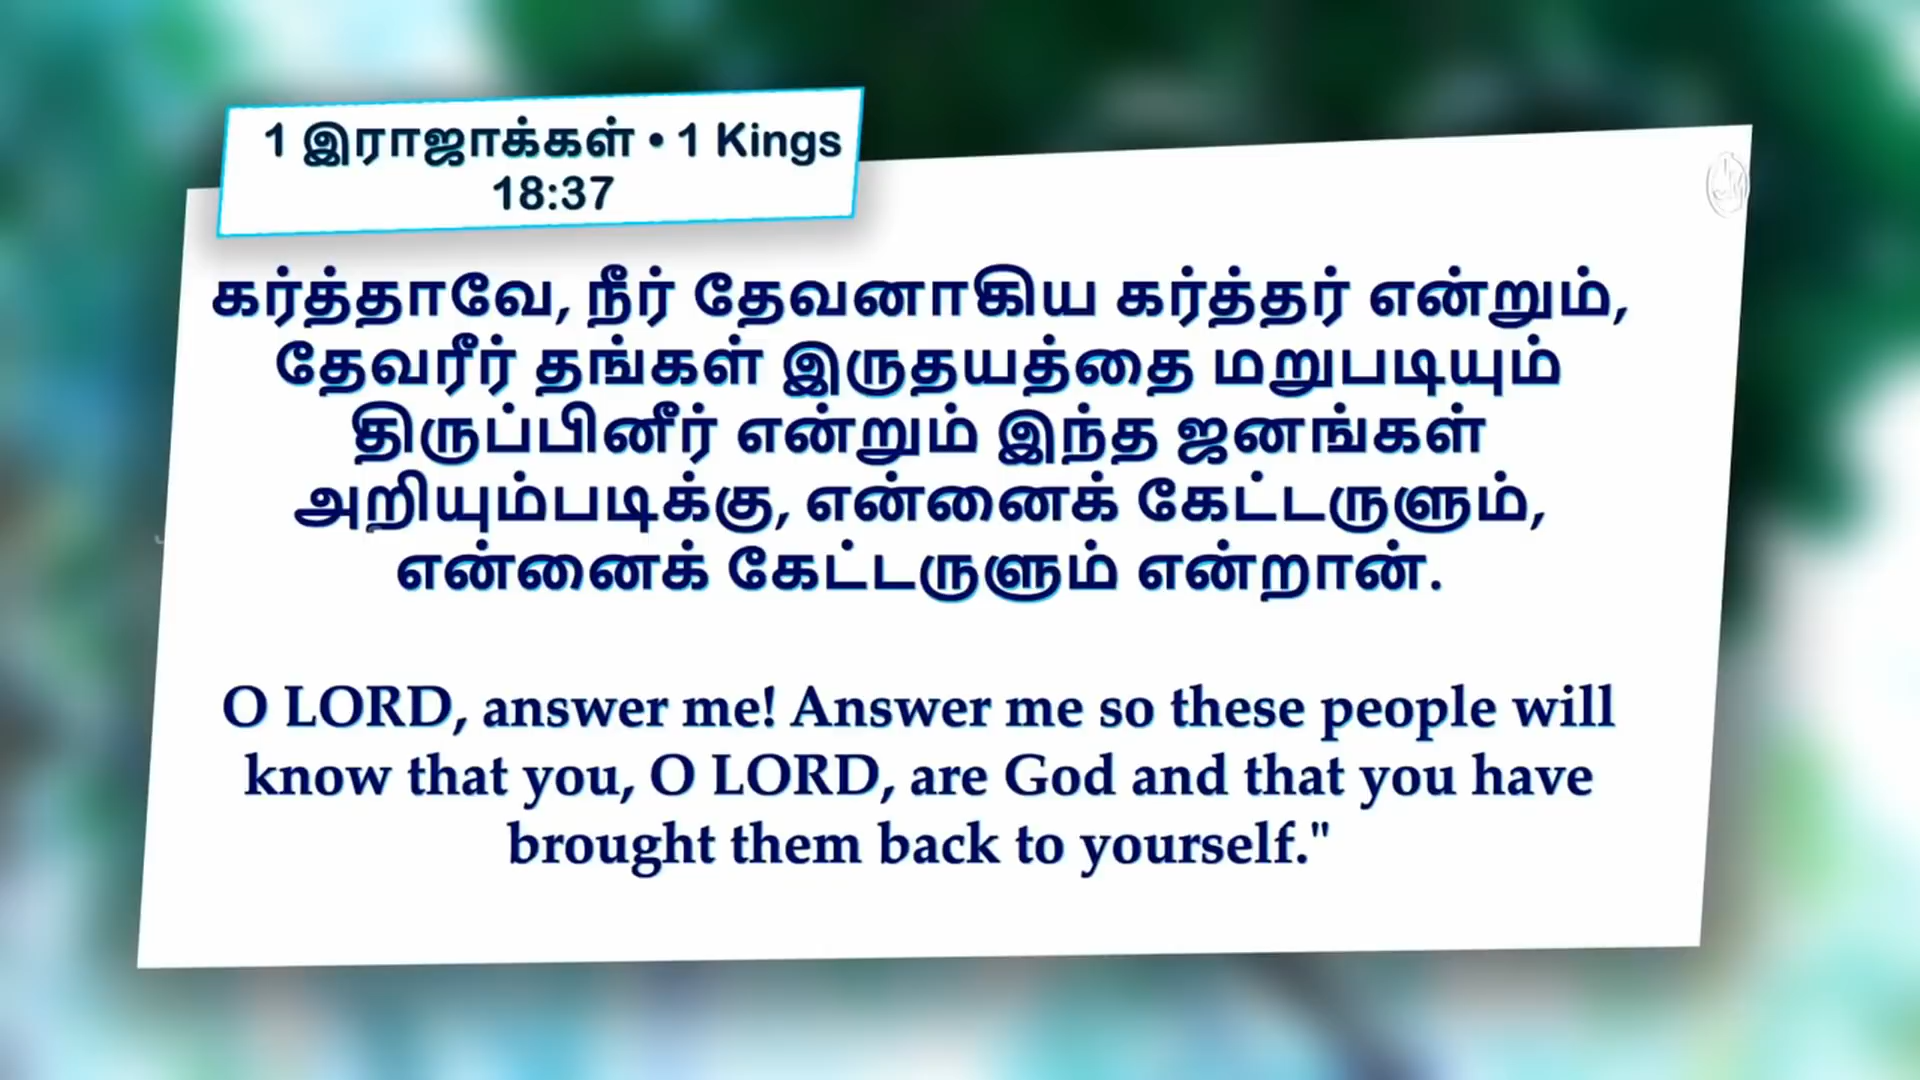 1 இராஜாக்கள் • 1 Kings
18:37
கர்த்தாவே, நீர் தேவனாகிய கர்த்தர் என்றும்,
தேவரீர் தங்கள் இருதயத்தை மறுபடியும்
திருப்பினீர் என்றும் இந்த ஜனங்கள்
அறியும்படிக்கு, என்னைக் கேட்டருளும்,
என்னைக் கேட்டருளும் என்றான்.
O LORD, answer me! Answer me so these people will
know that you, O LORD, are God and that you have
brought them back to yourself."